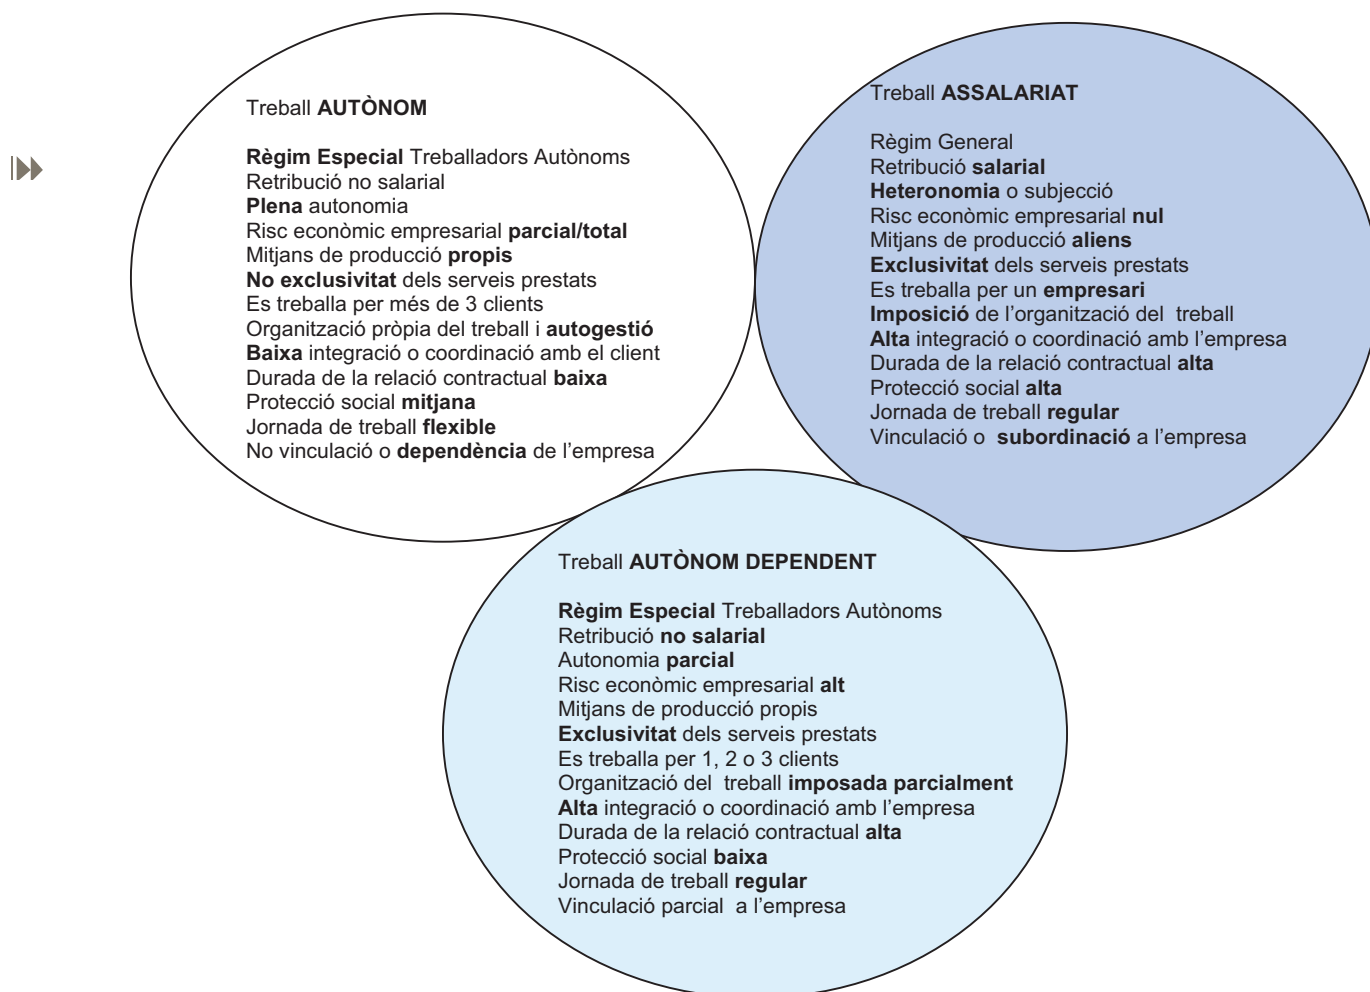 Treball AUTÒNOM
Règim Especial Treballadors Autònoms
Retribució no salarial
Plena autonomia
Risc econòmic empresarial parcial/total
Mitjans de producció propis
No exclusivitat dels serveis prestats
Es treballa per més de 3 clients
Organització pròpia del treball i autogestió
Baixa integració o coordinació amb el client
Durada de la relació contractual baixa
Protecció social mitjana
Jornada de treball flexible
No vinculació o dependència de l’empresa
Treball ASSALARIAT
Règim General
Retribució salarial
Heteronomia o subjecció
Risc econòmic empresarial nul
Mitjans de producció aliens
Exclusivitat dels serveis prestats
Es treballa per un empresari
Imposició de l’organització del treball
Alta integració o coordinació amb l’empresa
Durada de la relació contractual alta
Protecció social alta
Jornada de treball regular
Vinculació o subordinació a l’empresa
Treball AUTÒNOM DEPENDENT
Règim Especial Treballadors Autònoms
Retribució no salarial
Autonomia parcial
Risc econòmic empresarial alt
Mitjans de producció propis
Exclusivitat dels serveis prestats
Es treballa per 1, 2 o 3 clients
Organització del treball imposada parcialment
Alta integració o coordinació amb l’empresa
Durada de la relació contractual alta
Protecció social baixa
Jornada de treball regular
Vinculació parcial a l’empresa